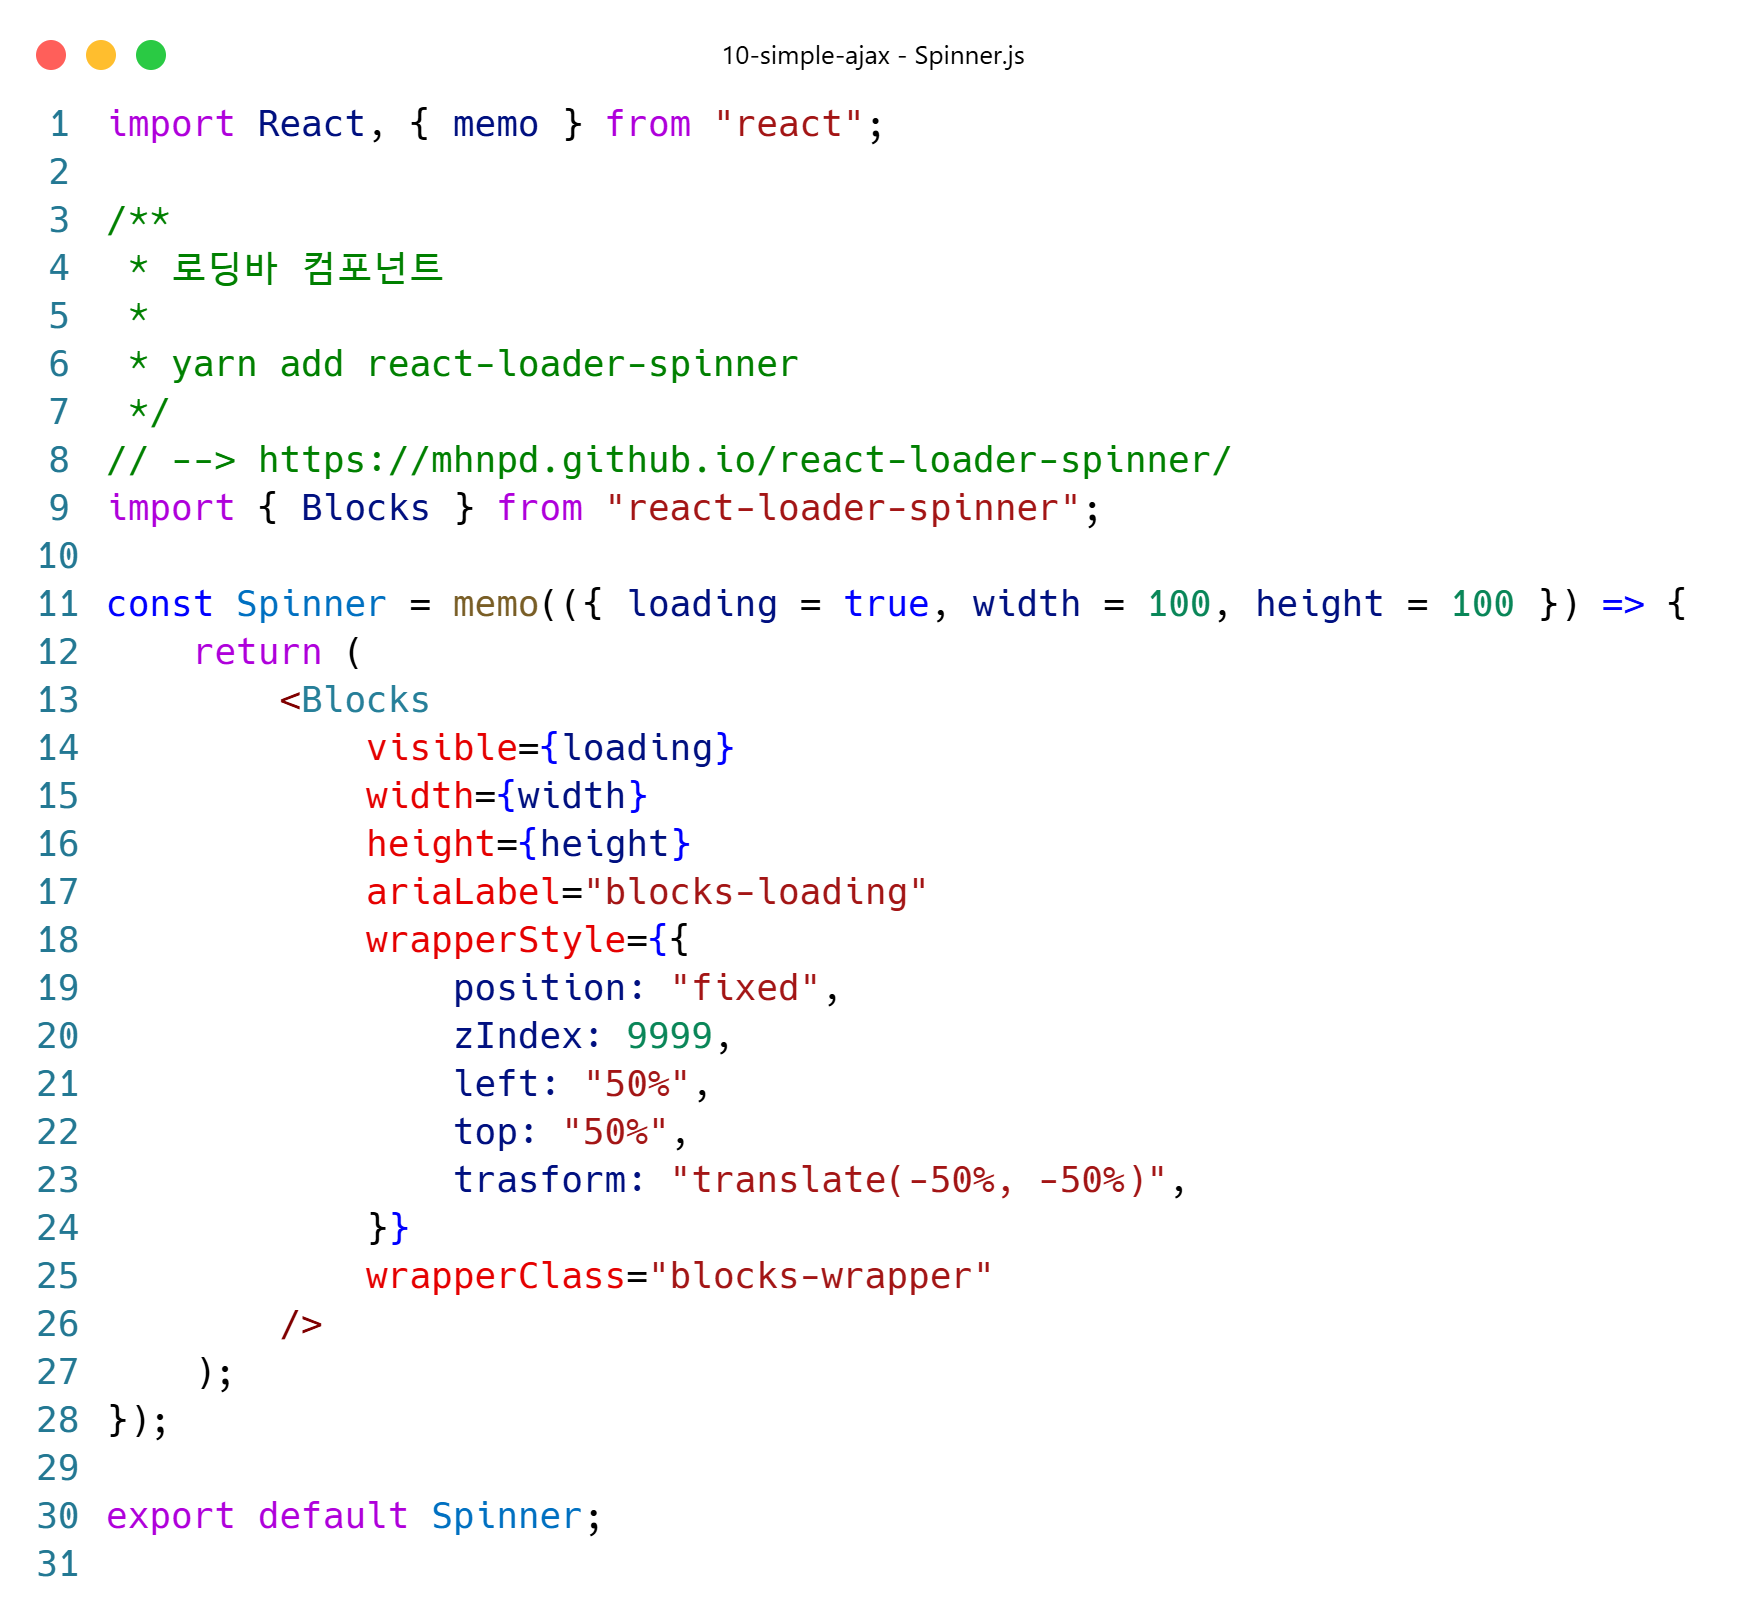 10-simple-ajax - Spinner.js
1 import React, { memo } from "react";
2
3 /**
4  * 로딩바 컴포넌트
5  *
6  * yarn add react-loader-spinner
7  */
8 // --> https://mhnpd.github.io/react-loader-spinner/
9 import { Blocks } from "react-loader-spinner";
10
11 const Spinner = memo(({ loading = true, width = 100, height = 100 }) => {
12     return (
13         <Blocks
14             visible={loading}
15             width={width}
16             height={height}
17             ariaLabel="blocks-loading"
18             wrapperStyle={{
19                 position: "fixed",
20                 zIndex: 9999,
21                 left: "50%",
22                 top: "50%",
23                 trasform: "translate(-50%, -50%)",
24             }}
25             wrapperClass="blocks-wrapper"
26         />
27     );
28 });
29
30 export default Spinner;
31